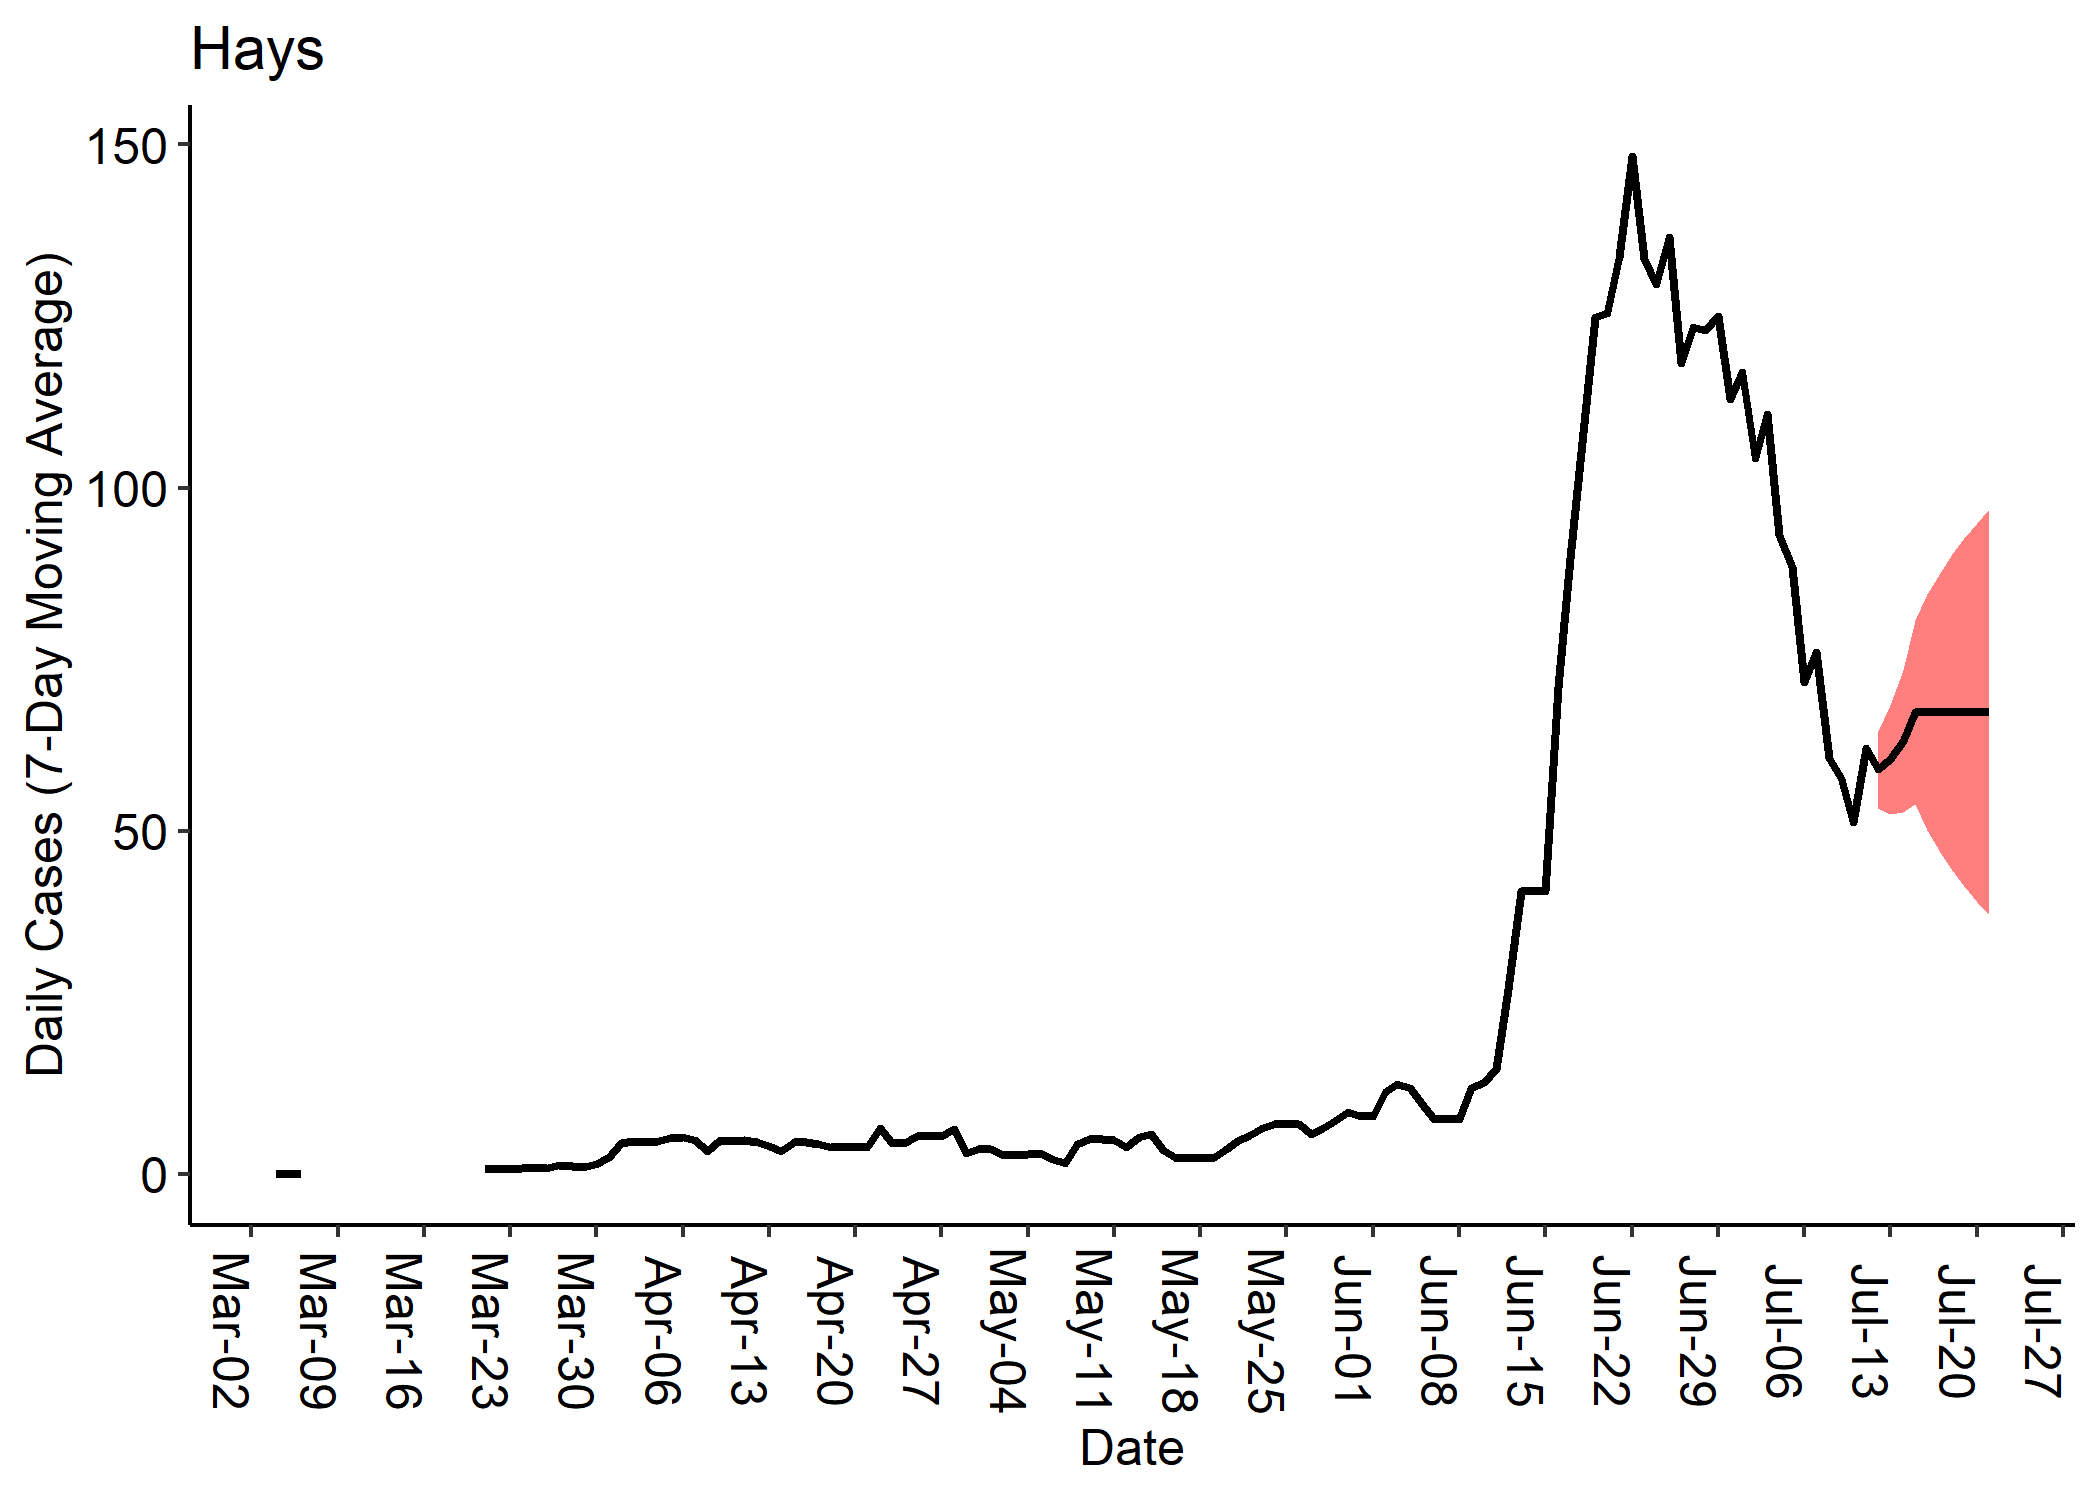 Hays
Daily Cases (7-Day Moving Average)
150
100
50
0
Mar-02
Mar-09
Mar-16
Mar-23
Mar-30
Apr-06
Apr-13
Apr-20
Apr-27
May-04
May-11
May-18
May-25
Jun-01
Jun-08
Jun-15
Jun-22
Jun-29
Jul-06
Jul-13
Jul-20
Jul-27
Date